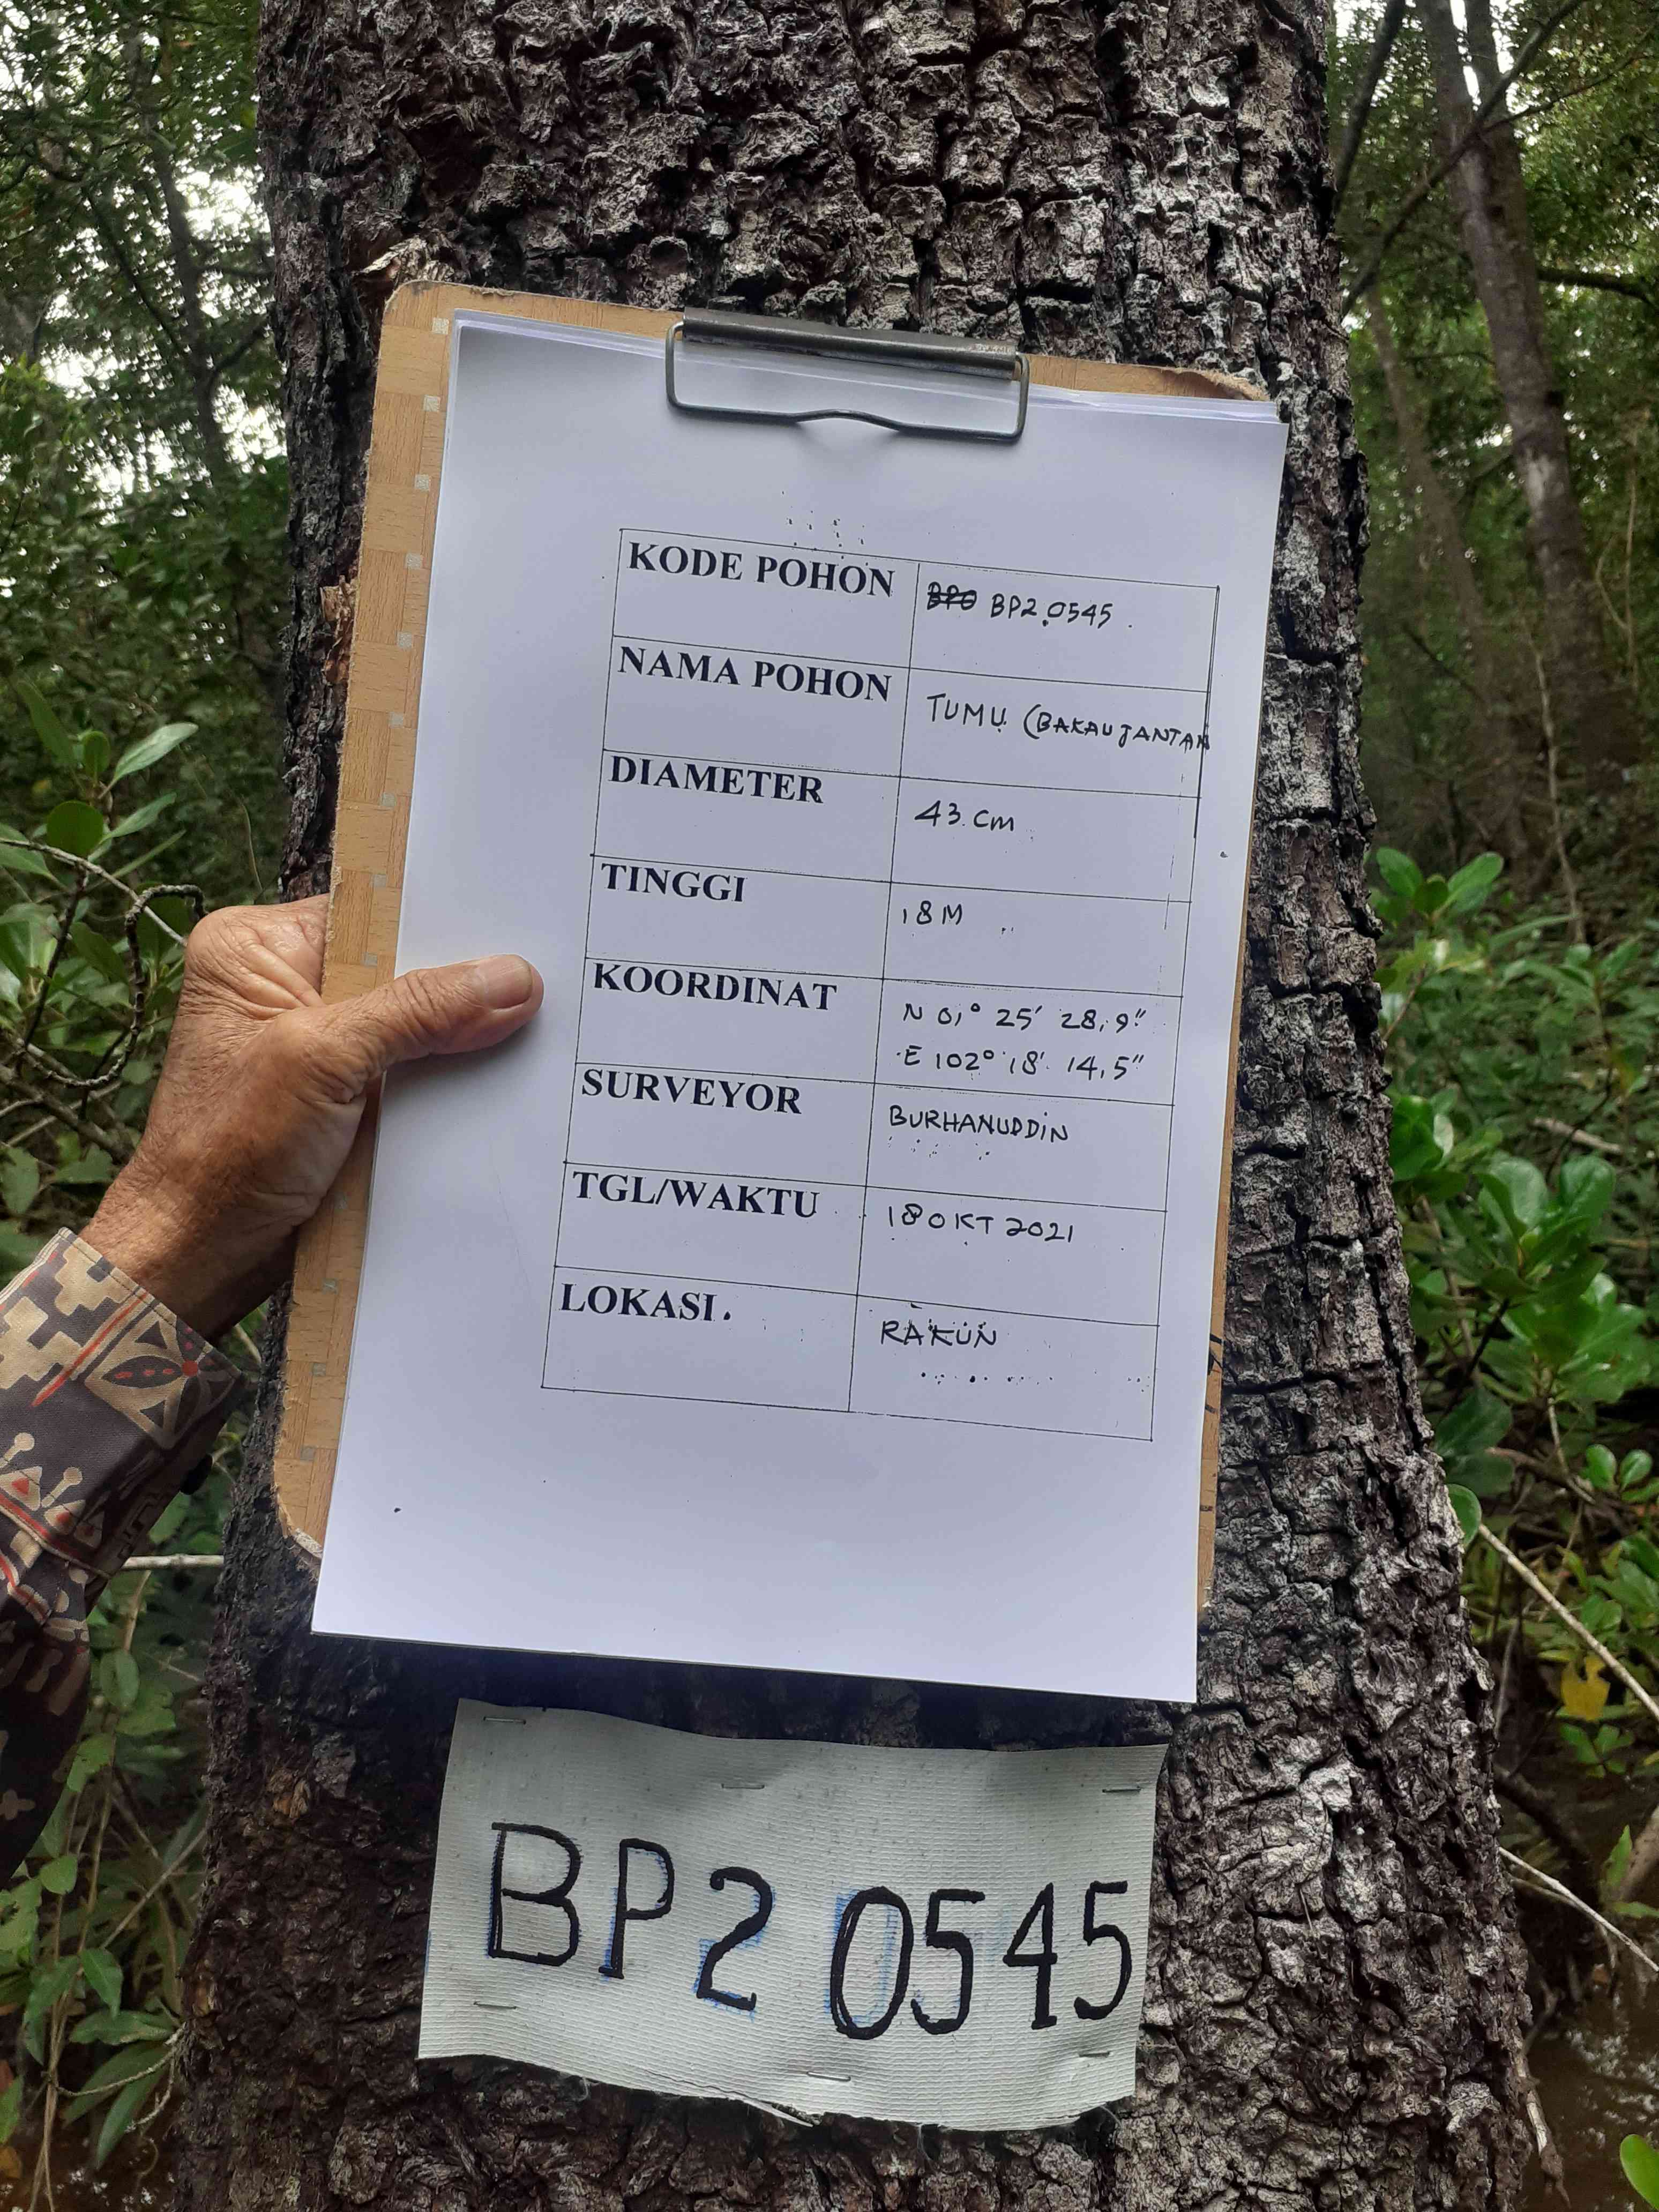 KODE POHON BP2.0545.
NAMA POHON TUMU (BAKAU JANTAN
DIAMETER 43 cm
TINGGI 18 M
KOORDINAT N 01° 25' 28,9"
E 102° 18' 14,5"
SURVEYOR BURHANUDDIN
TGL/WAKTU 18 OKT 2021
LOKASI. RAKUN
BP2 0545